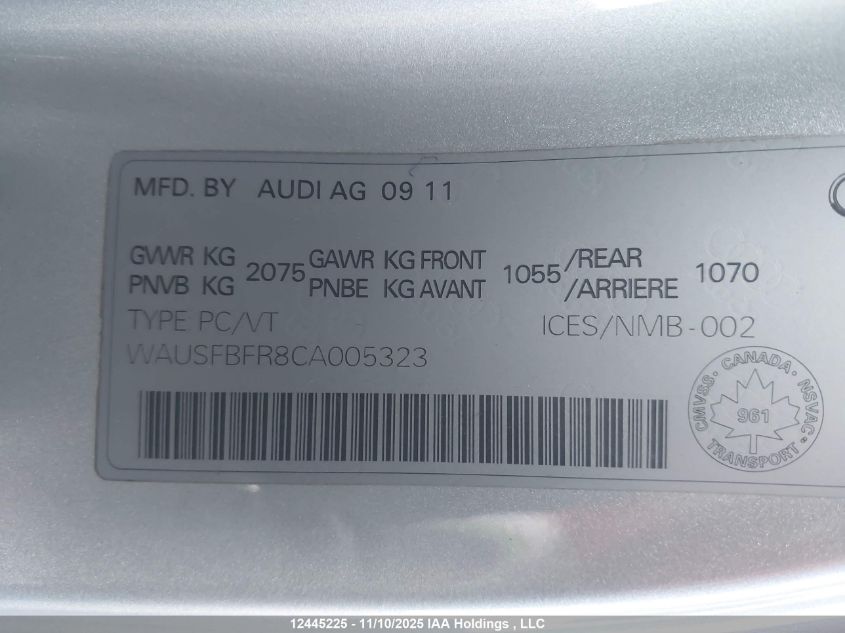 MFD. BY AUDI AG 09 11
GVWR KG 2075 GAWR KG FRONT 1055 /REAR 1070
PNVB KG PNBE KG AVANT /ARRIERE
TYPE PC/VT ICES/NMB-002
WAUSFBFR8CA005323
CMVSS · CANADA · NSVAC · TRANSPORT
961
12445225 - 11/10/2025 IAA Holdings , LLC